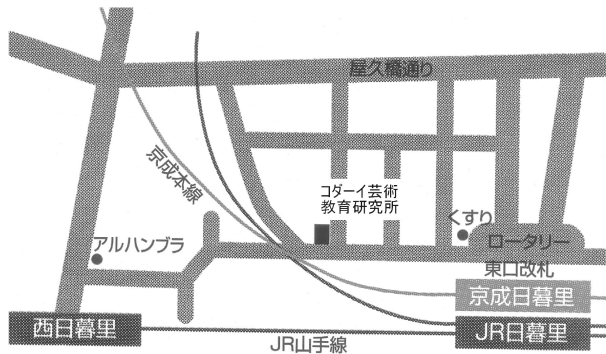 屋久橋通り
京成本線
コダーイ芸術
教育研究所
くすり
アルハンブラ
ロータリー
東口改札
京成日暮里
西日暮里
JR日暮里
JR山手線